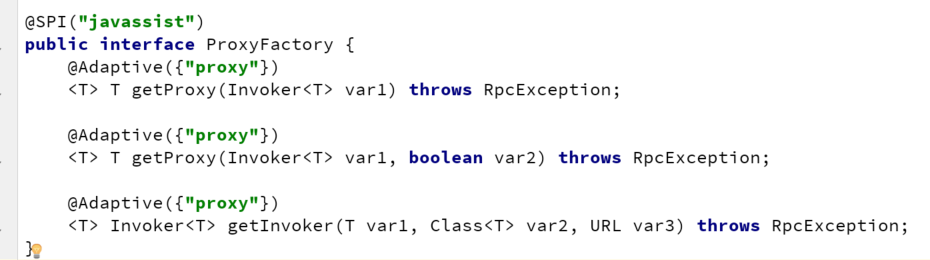 @SPI("javassist")
public interface ProxyFactory {
    @Adaptive({"proxy"})
    <T> T getProxy(Invoker<T> var1) throws RpcException;

    @Adaptive({"proxy"})
    <T> T getProxy(Invoker<T> var1, boolean var2) throws RpcException;

    @Adaptive({"proxy"})
    <T> Invoker<T> getInvoker(T var1, Class<T> var2, URL var3) throws RpcException;
}